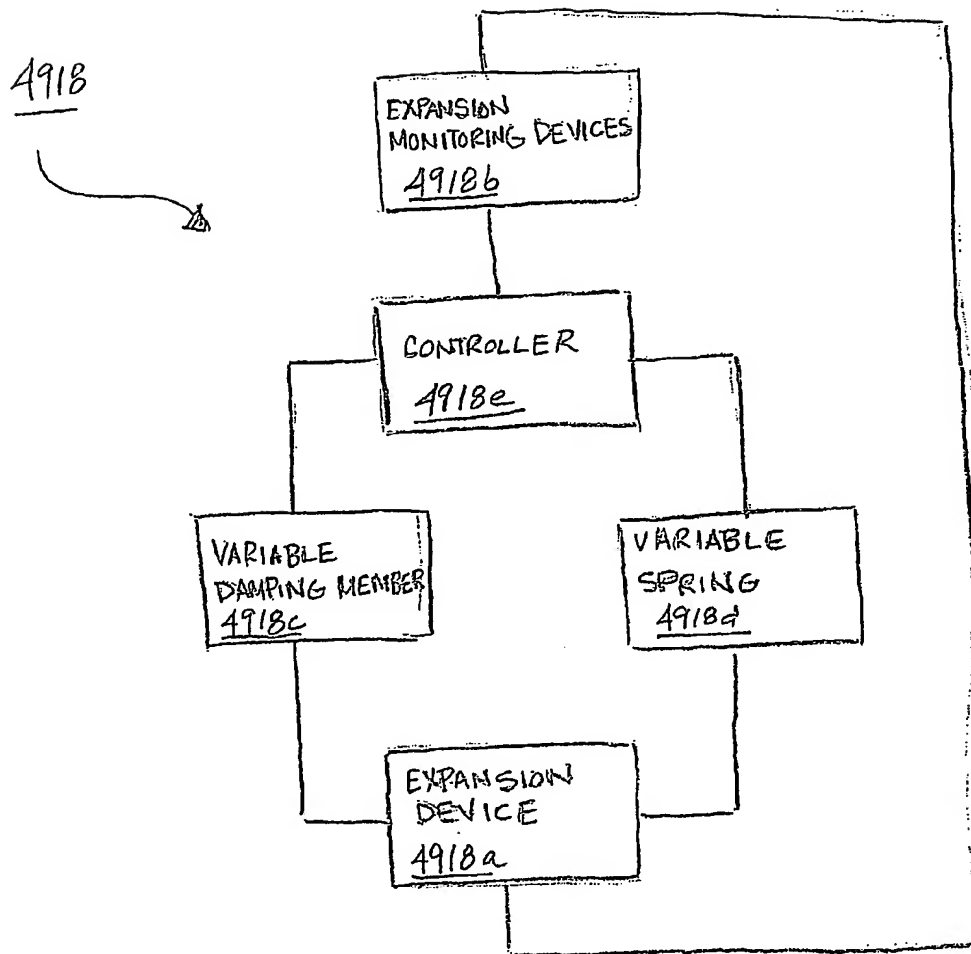 4918
EXPANSION
MONITORING DEVICES
4918b
CONTROLLER
4918e
VARIABLE
DAMPING MEMBER
4918c
VARIABLE
SPRING
4918d
EXPANSION
DEVICE
4918a